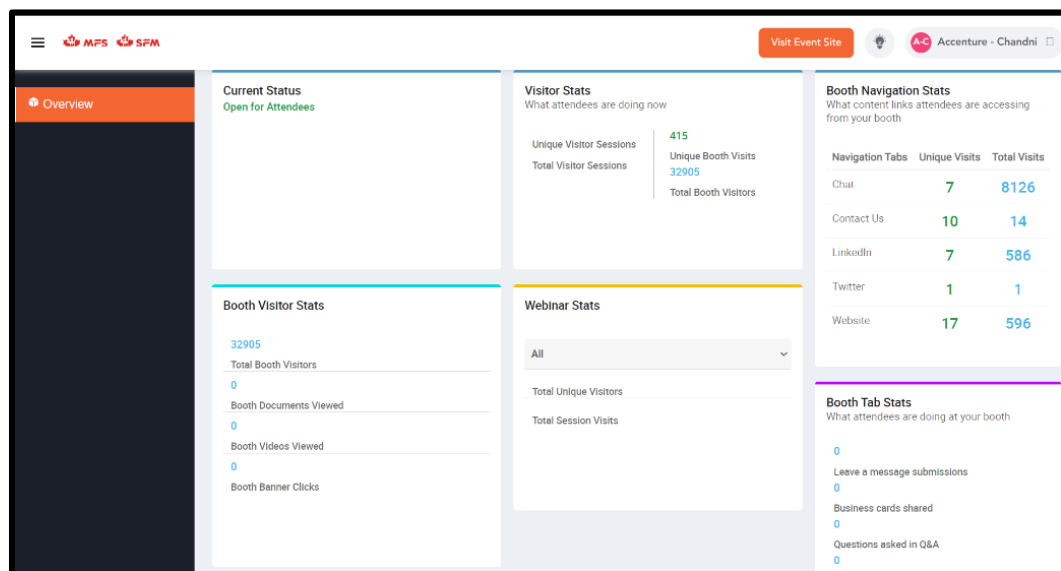 MFS SFM
Visit Event Site
A-C
Accenture - Chandni
Overview
Current Status
Open for Attendees
Visitor Stats
What attendees are doing now
Unique Visitor Sessions
Total Visitor Sessions
415
Unique Booth Visits
32905
Total Booth Visitors
Booth Navigation Stats
What content links attendees are accessing
from your booth
Navigation Tabs Unique Visits Total Visits
Chat 7 8126
Contact Us 10 14
LinkedIn 7 586
Twitter 1 1
Website 17 596
Booth Visitor Stats
32905
Total Booth Visitors
0
Booth Documents Viewed
0
Booth Videos Viewed
0
Booth Banner Clicks
Webinar Stats
All
Total Unique Visitors
Total Session Visits
Booth Tab Stats
What attendees are doing at your booth
0
Leave a message submissions
0
Business cards shared
0
Questions asked in Q&A
0